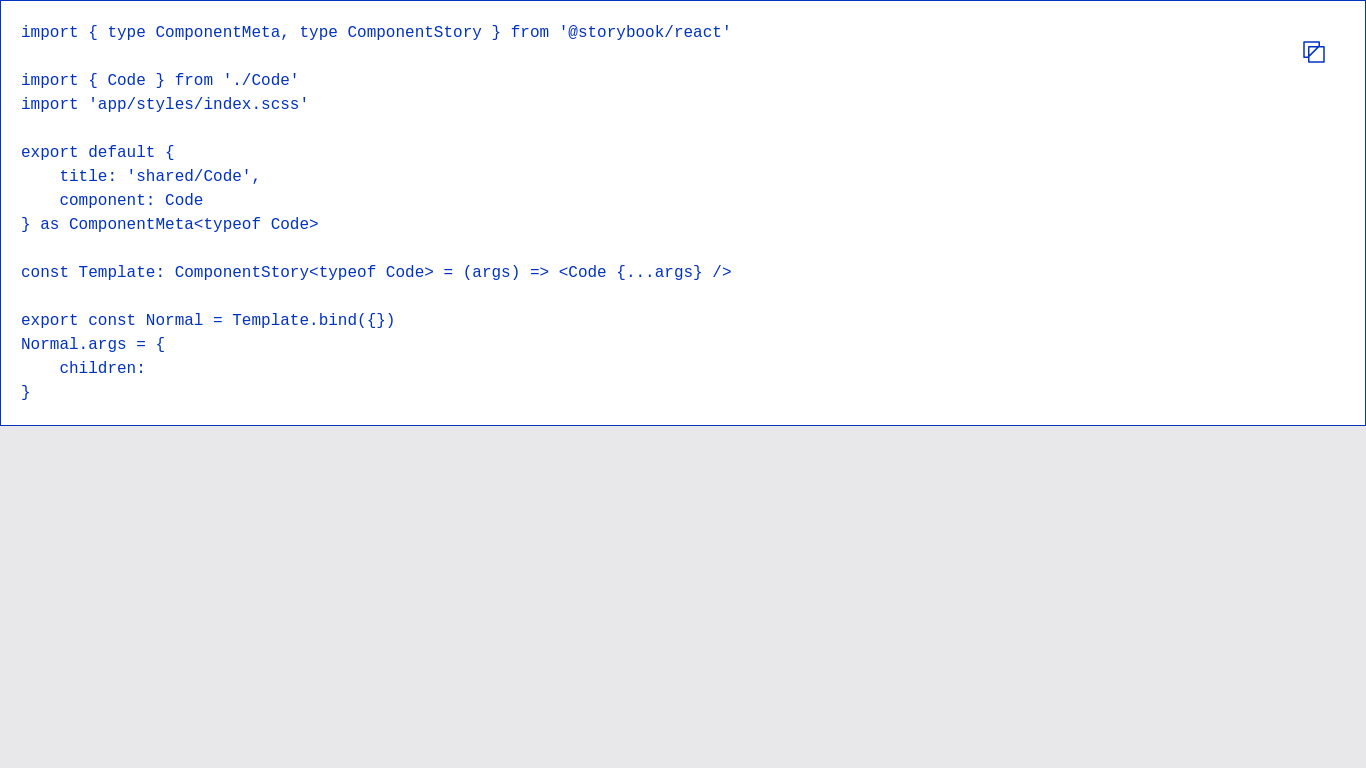 import { type ComponentMeta, type ComponentStory } from '@storybook/react'

import { Code } from './Code'
import 'app/styles/index.scss'

export default {
    title: 'shared/Code',
    component: Code
} as ComponentMeta<typeof Code>

const Template: ComponentStory<typeof Code> = (args) => <Code {...args} />

export const Normal = Template.bind({})
Normal.args = {
    children:
}